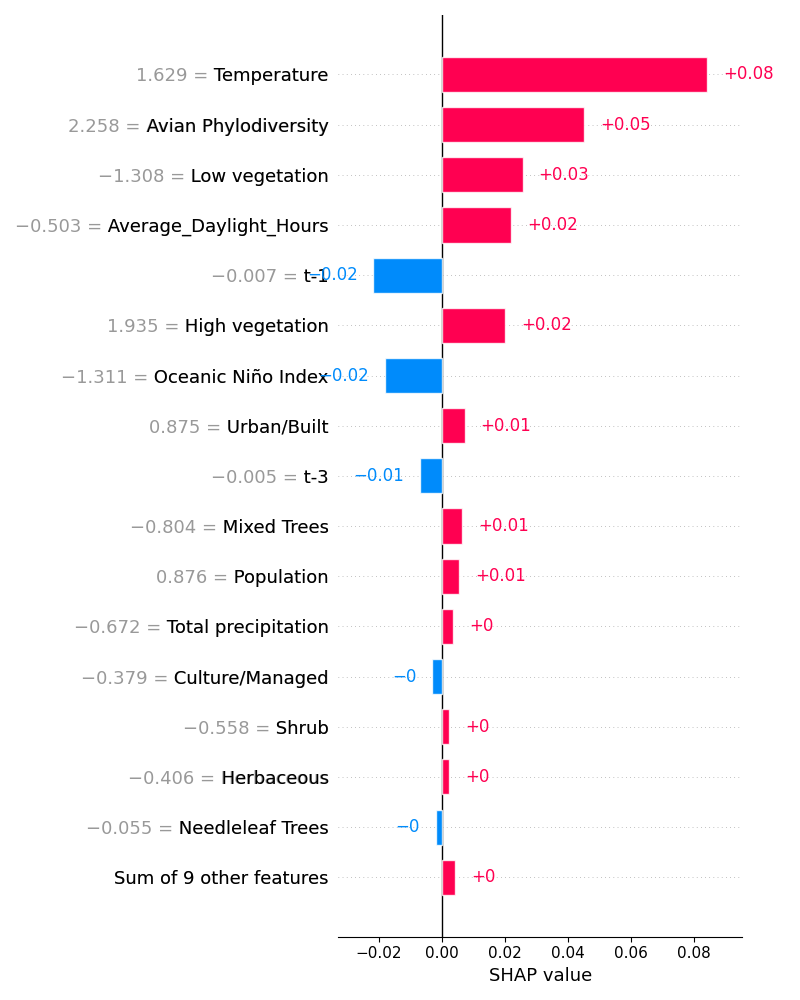 1.629 = Temperature +0.08
2.258 = Avian Phylodiversity +0.05
−1.308 = Low vegetation +0.03
−0.503 = Average_Daylight_Hours +0.02
−0.007 = t-1 −0.02
1.935 = High vegetation +0.02
−1.311 = Oceanic Niño Index −0.02
0.875 = Urban/Built +0.01
−0.005 = t-3 −0.01
−0.804 = Mixed Trees +0.01
0.876 = Population +0.01
−0.672 = Total precipitation +0
−0.379 = Culture/Managed −0
−0.558 = Shrub +0
−0.406 = Herbaceous +0
−0.055 = Needleleaf Trees −0
Sum of 9 other features +0
−0.02 0.00 0.02 0.04 0.06 0.08
SHAP value